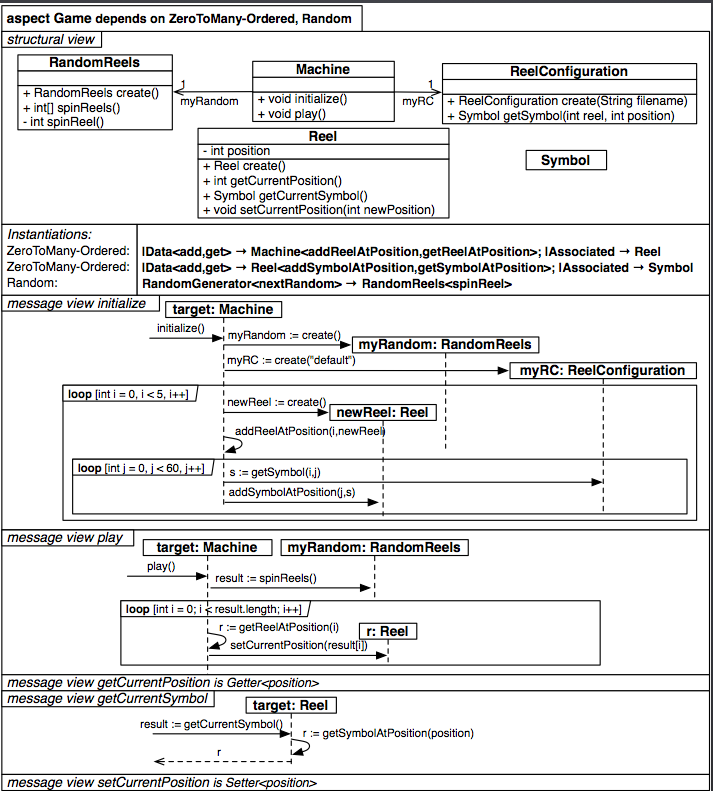 aspect Game depends on ZeroToMany-Ordered, Random
structural view
RandomReels
+ RandomReels create()
+ int[] spinReels()
- int spinReel()
1
myRandom
Machine
+ void initialize()
+ void play()
1
myRC
ReelConfiguration
+ ReelConfiguration create(String filename)
+ Symbol getSymbol(int reel, int position)
Reel
- int position
+ Reel create()
+ int getCurrentPosition()
+ Symbol getCurrentSymbol()
+ void setCurrentPosition(int newPosition)
Symbol
Instantiations:
ZeroToMany-Ordered: |Data<add,get> → Machine<addReelAtPosition,getReelAtPosition>; |Associated → Reel
ZeroToMany-Ordered: |Data<add,get> → Reel<addSymbolAtPosition,getSymbolAtPosition>; |Associated → Symbol
Random: RandomGenerator<nextRandom> → RandomReels<spinReel>
message view initialize
target: Machine
initialize()
myRandom := create()
myRandom: RandomReels
myRC := create("default")
myRC: ReelConfiguration
loop [int i = 0, i < 5, i++]
newReel := create()
newReel: Reel
addReelAtPosition(i,newReel)
loop [int j = 0, j < 60, j++]
s := getSymbol(i,j)
addSymbolAtPosition(j,s)
message view play
target: Machine
myRandom: RandomReels
play()
result := spinReels()
loop [int i = 0; i < result.length; i++]
r := getReelAtPosition(i)
r: Reel
setCurrentPosition(result[i])
message view getCurrentPosition is Getter<position>
message view getCurrentSymbol
target: Reel
result := getCurrentSymbol()
r := getSymbolAtPosition(position)
r
message view setCurrentPosition is Setter<position>